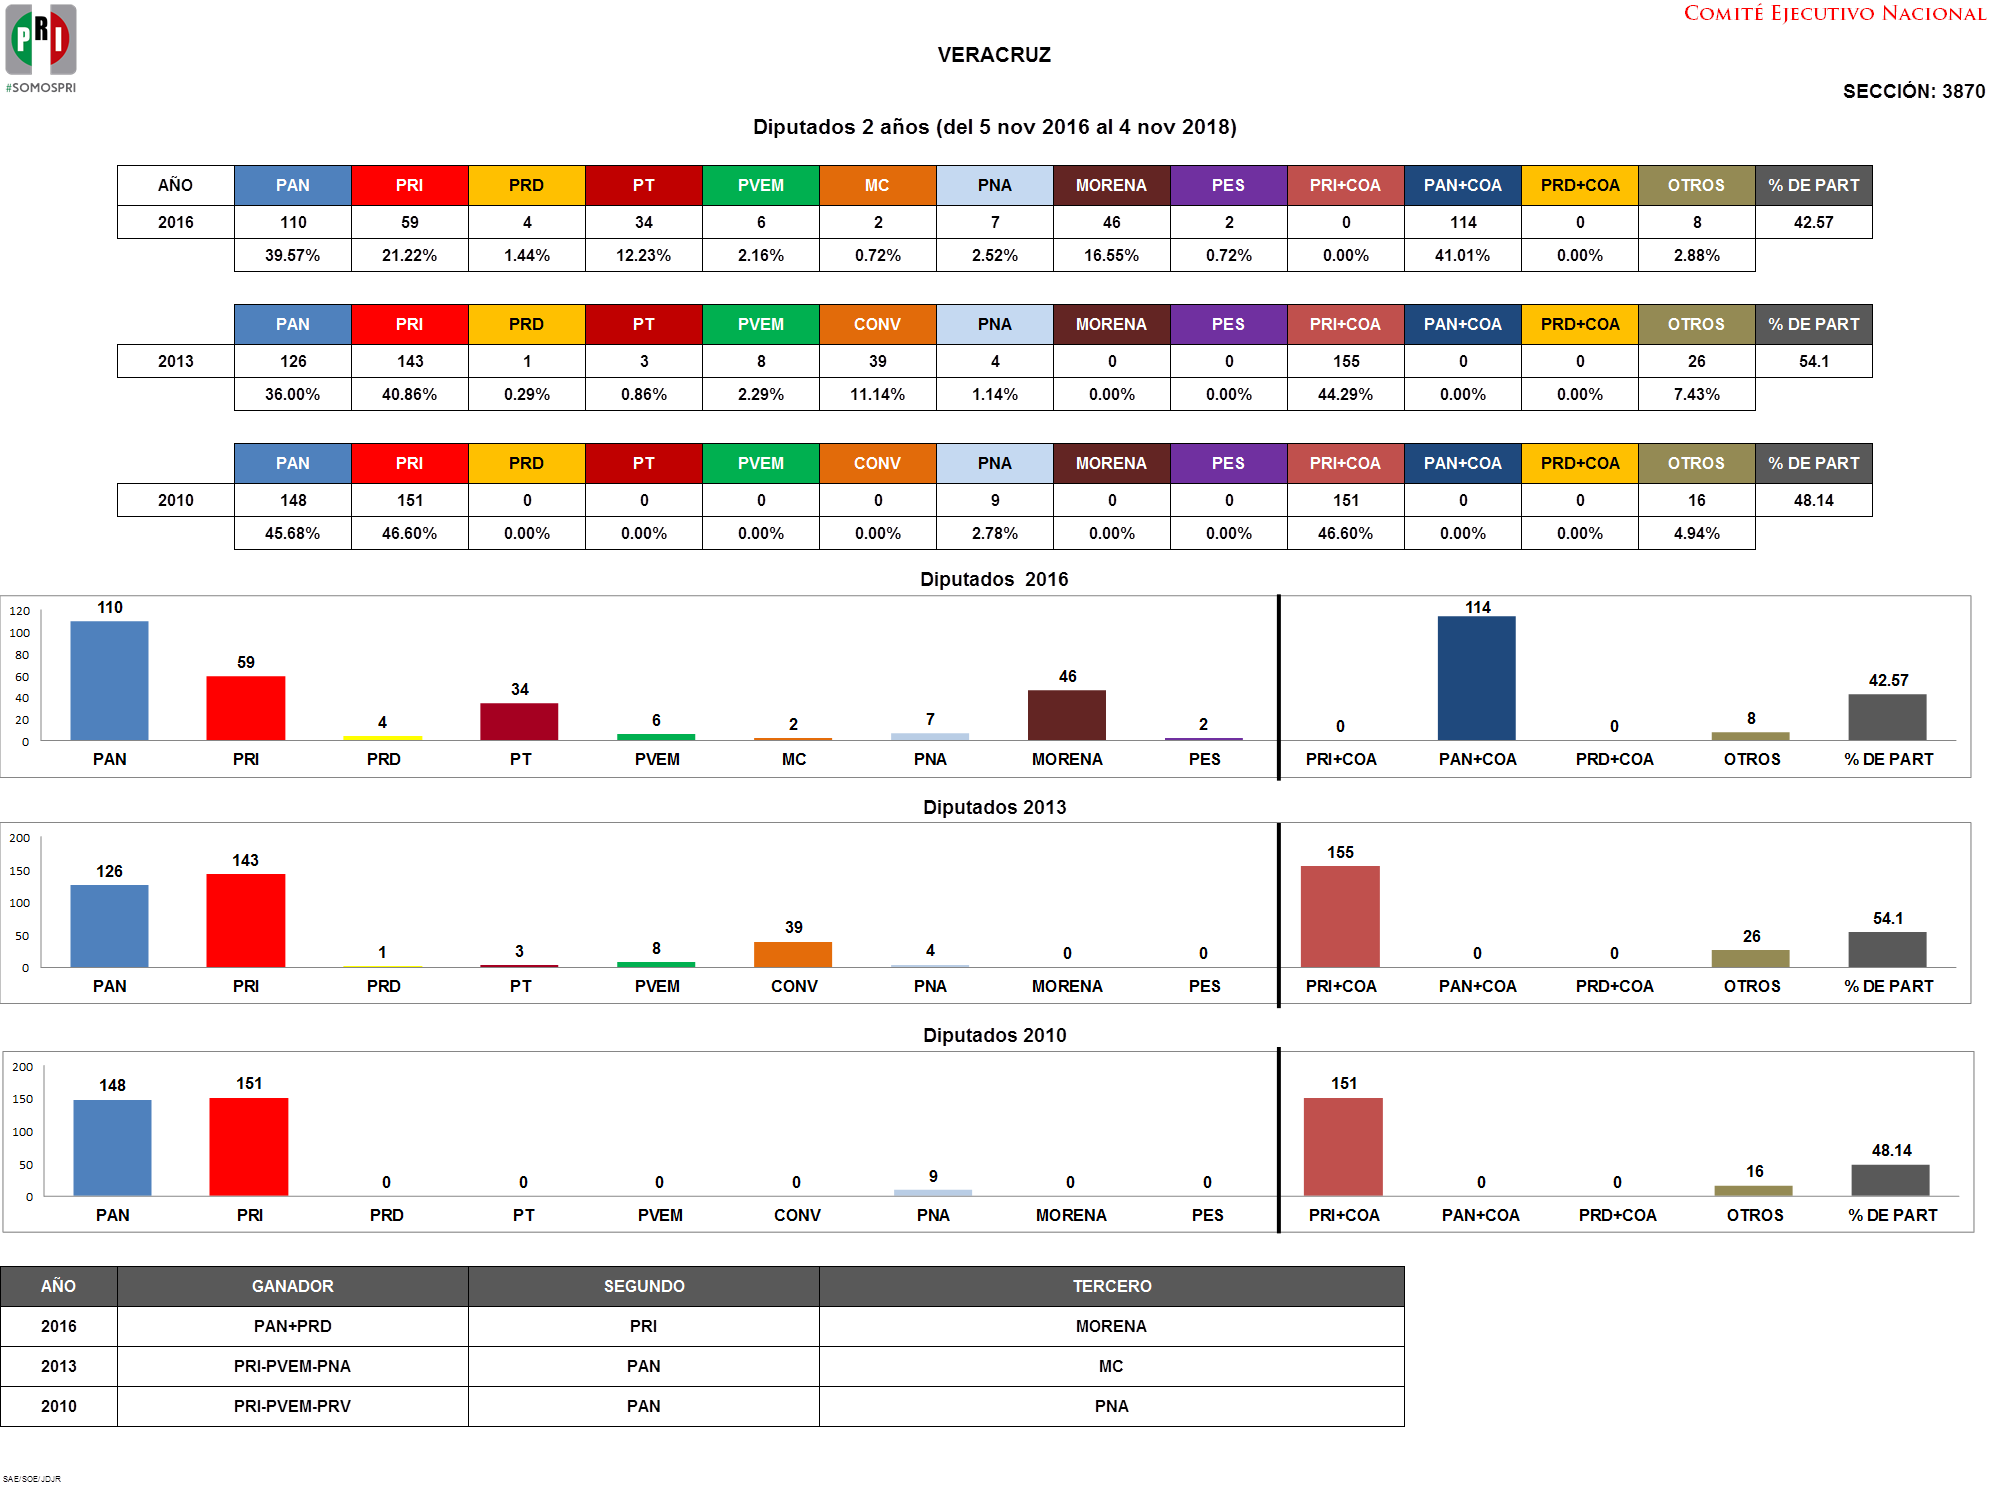 PRI
#SOMOSPRI
COMITÉ EJECUTIVO NACIONAL
VERACRUZ
SECCIÓN: 3870
Diputados 2 años (del 5 nov 2016 al 4 nov 2018)
AÑO PAN PRI PRD PT PVEM MC PNA MORENA PES PRI+COA PAN+COA PRD+COA OTROS % DE PART
2016 110 59 4 34 6 2 7 46 2 0 114 0 8 42.57
39.57% 21.22% 1.44% 12.23% 2.16% 0.72% 2.52% 16.55% 0.72% 0.00% 41.01% 0.00% 2.88%
PAN PRI PRD PT PVEM CONV PNA MORENA PES PRI+COA PAN+COA PRD+COA OTROS % DE PART
2013 126 143 1 3 8 39 4 0 0 155 0 0 26 54.1
36.00% 40.86% 0.29% 0.86% 2.29% 11.14% 1.14% 0.00% 0.00% 44.29% 0.00% 0.00% 7.43%
PAN PRI PRD PT PVEM CONV PNA MORENA PES PRI+COA PAN+COA PRD+COA OTROS % DE PART
2010 148 151 0 0 0 0 9 0 0 151 0 0 16 48.14
45.68% 46.60% 0.00% 0.00% 0.00% 0.00% 2.78% 0.00% 0.00% 46.60% 0.00% 0.00% 4.94%
Diputados 2016
120
100
80
60
40
20
0
110 59 4 34 6 2 7 46 2 0 114 0 8 42.57
PAN PRI PRD PT PVEM MC PNA MORENA PES PRI+COA PAN+COA PRD+COA OTROS % DE PART
Diputados 2013
200
150
100
50
0
126 143 1 3 8 39 4 0 0 155 0 0 26 54.1
PAN PRI PRD PT PVEM CONV PNA MORENA PES PRI+COA PAN+COA PRD+COA OTROS % DE PART
Diputados 2010
200
150
100
50
0
148 151 0 0 0 0 9 0 0 151 0 0 16 48.14
PAN PRI PRD PT PVEM CONV PNA MORENA PES PRI+COA PAN+COA PRD+COA OTROS % DE PART
AÑO GANADOR SEGUNDO TERCERO
2016 PAN+PRD PRI MORENA
2013 PRI-PVEM-PNA PAN MC
2010 PRI-PVEM-PRV PAN PNA
SAE/SOE/JDJR